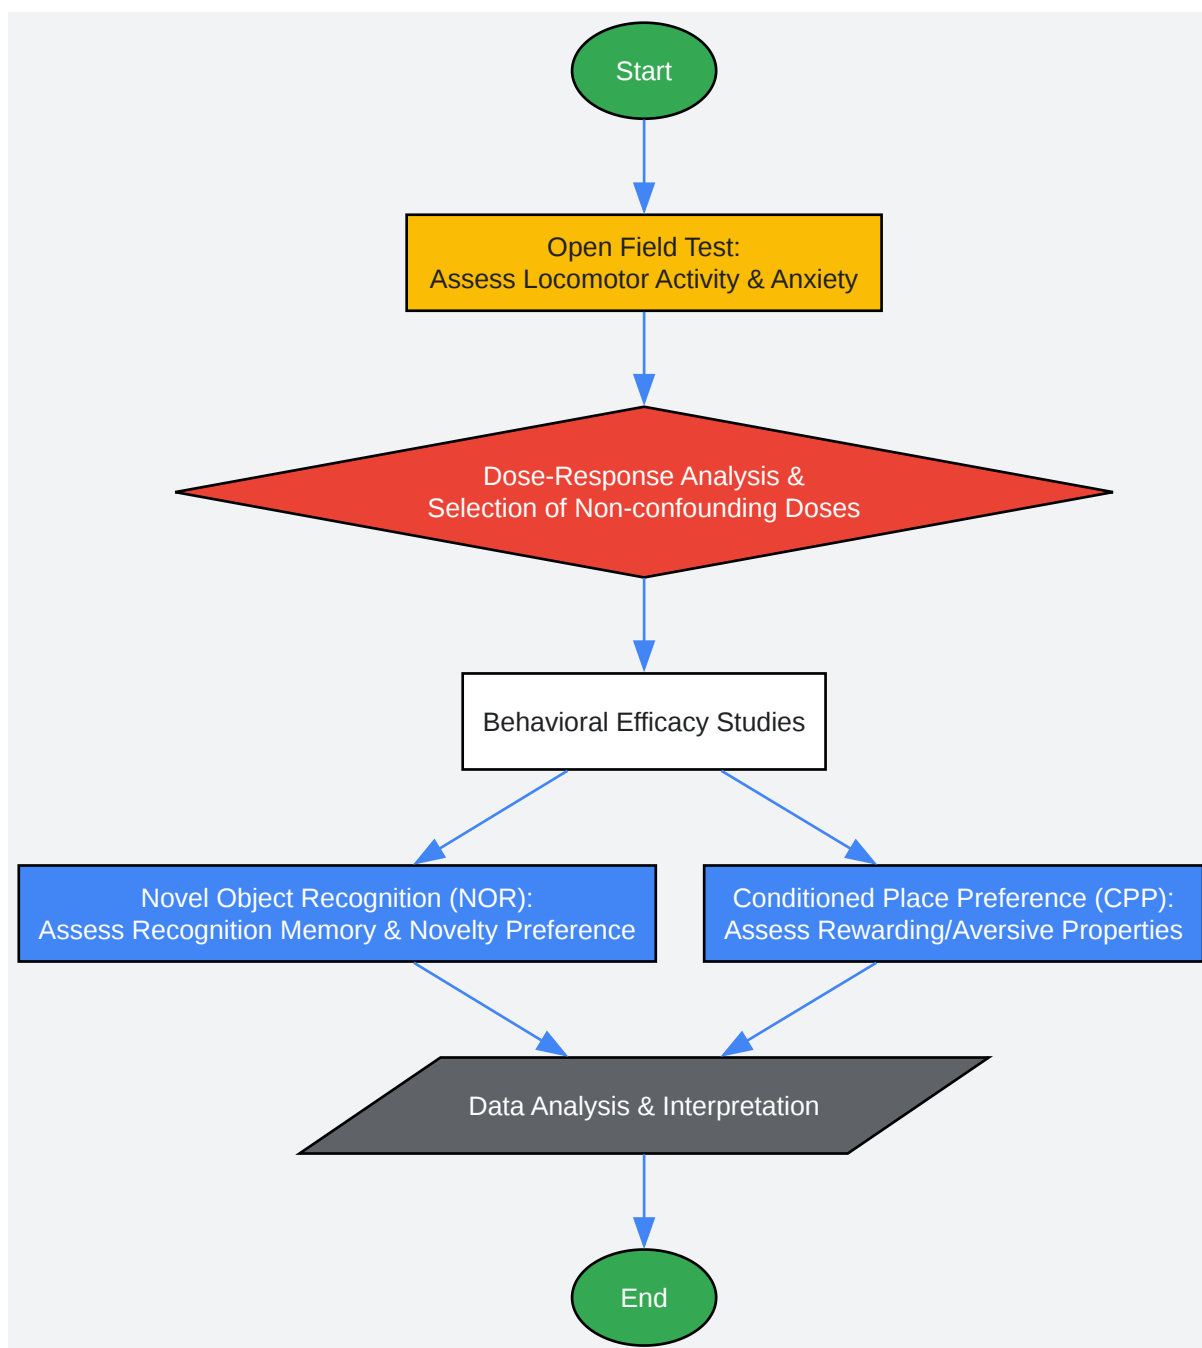 Start
Open Field Test:
Assess Locomotor Activity & Anxiety
Dose-Response Analysis &
Selection of Non-confounding Doses
Behavioral Efficacy Studies
Novel Object Recognition (NOR):
Assess Recognition Memory & Novelty Preference
Conditioned Place Preference (CPP):
Assess Rewarding/Aversive Properties
Data Analysis & Interpretation
End